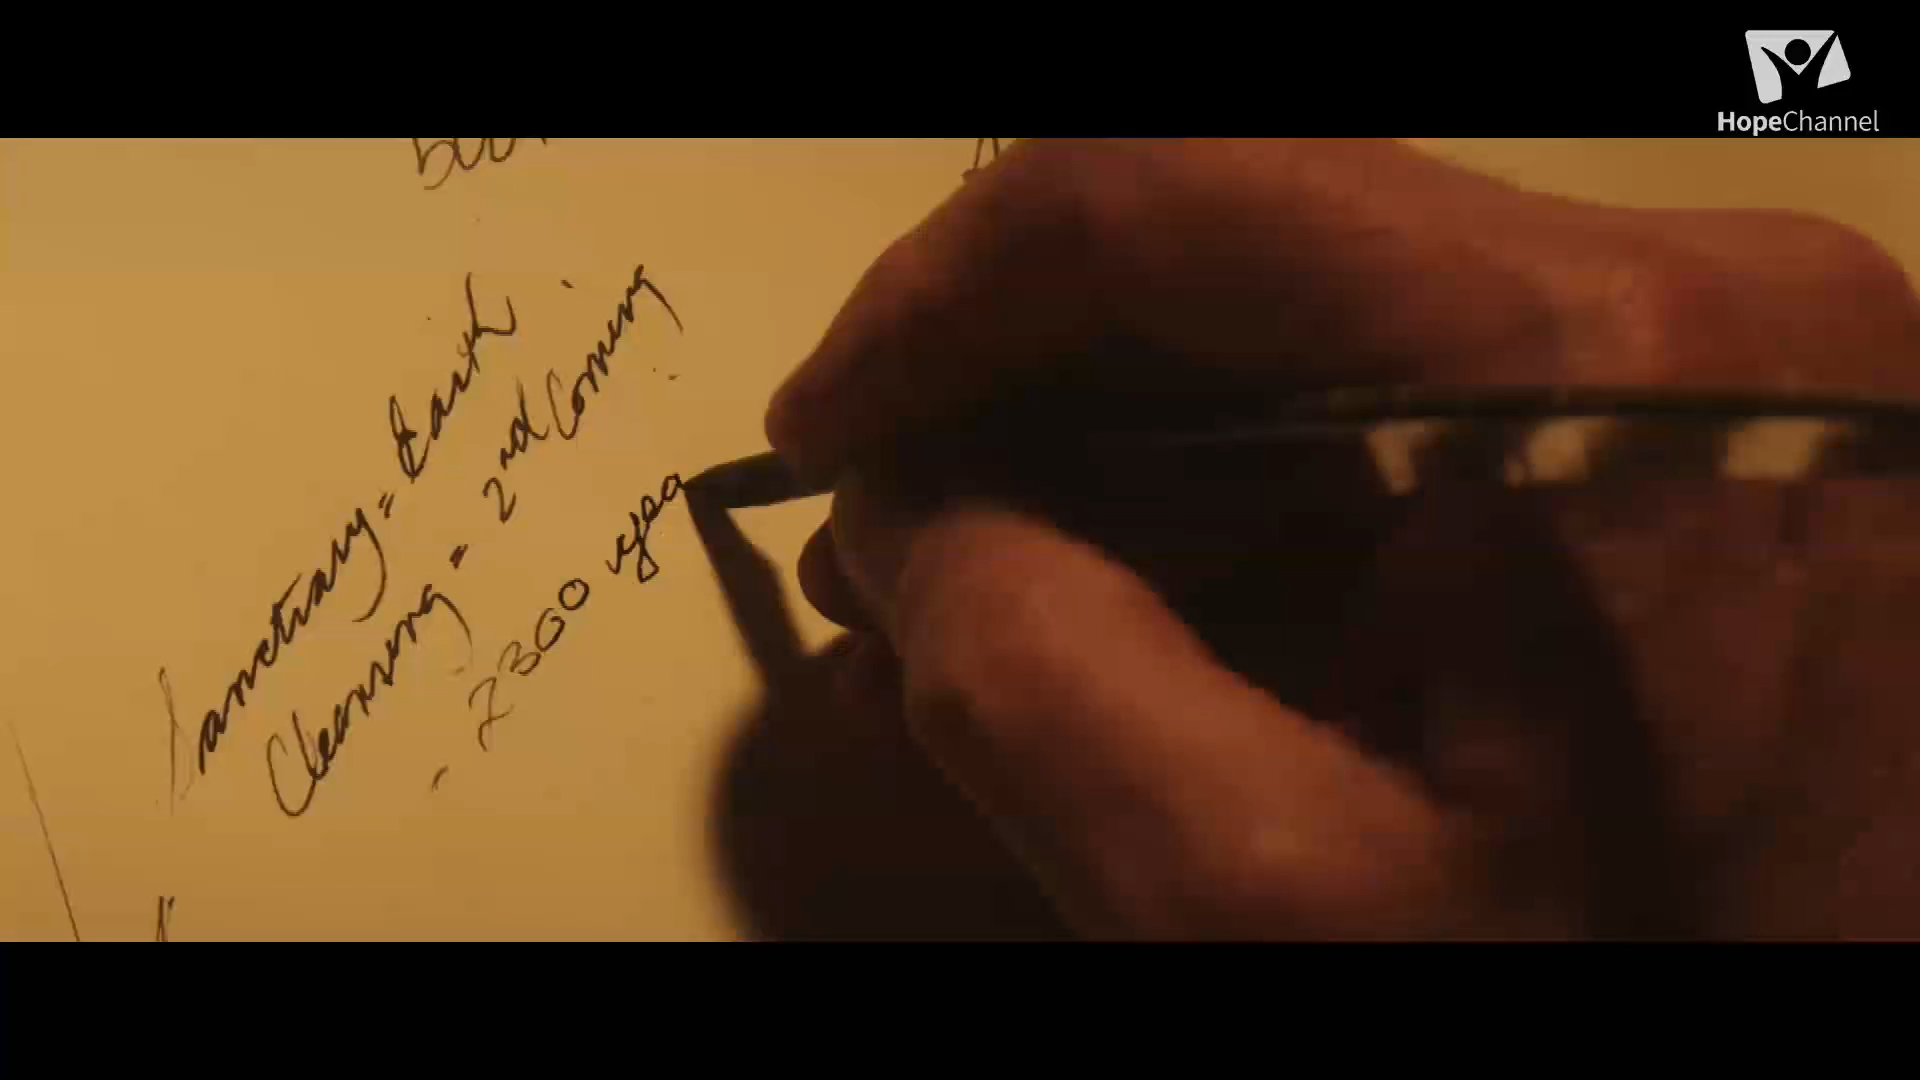 HopeChannel
Sanctuary = Earth
Cleansing = 2nd Coming
- 2300 yea